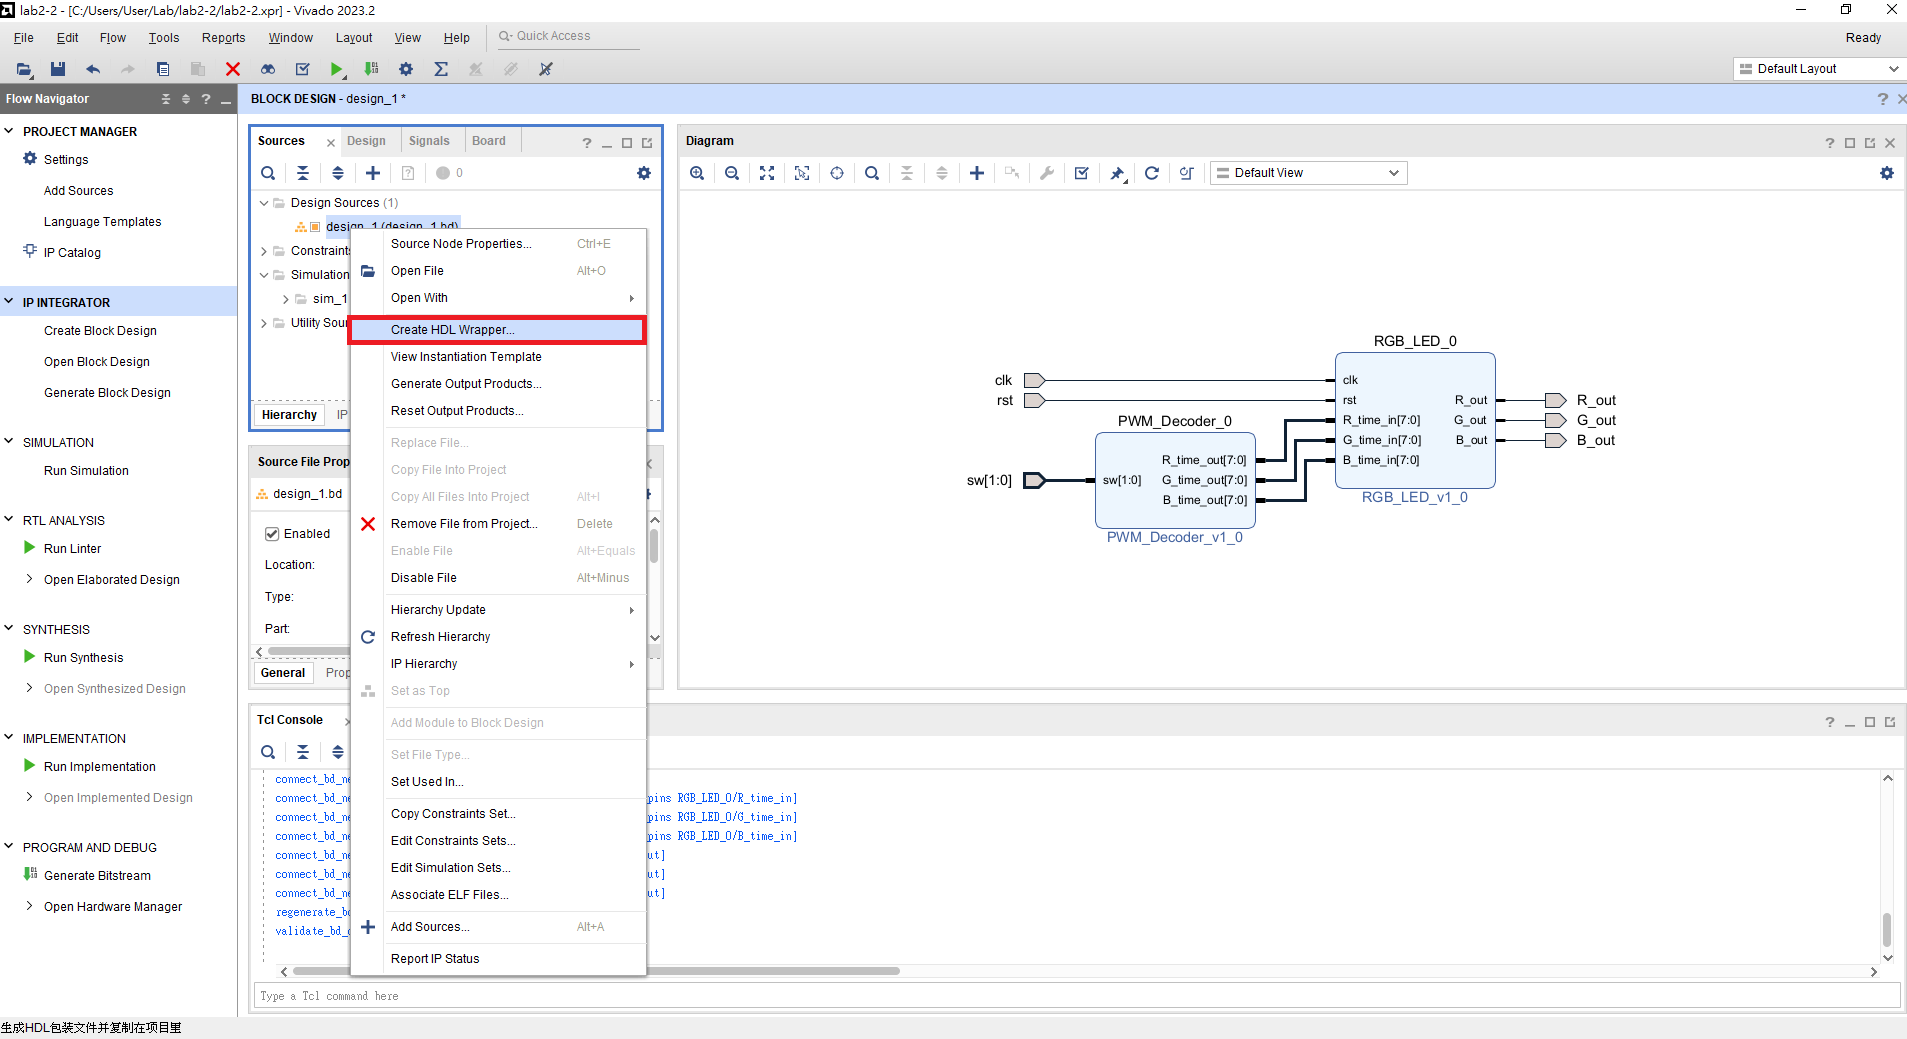 lab2-2 - [C:/Users/User/Lab/lab2-2/lab2-2.xpr] - Vivado 2023.2
File Edit Flow Tools Reports Window Layout View Help Quick Access
Ready
Default Layout
Flow Navigator
PROJECT MANAGER
Settings
Add Sources
Language Templates
IP Catalog
IP INTEGRATOR
Create Block Design
Open Block Design
Generate Block Design
SIMULATION
Run Simulation
RTL ANALYSIS
Run Linter
Open Elaborated Design
SYNTHESIS
Run Synthesis
Open Synthesized Design
IMPLEMENTATION
Run Implementation
Open Implemented Design
PROGRAM AND DEBUG
Generate Bitstream
Open Hardware Manager
BLOCK DESIGN - design_1 *
Sources Design Signals Board
0
Design Sources (1)
design_1 (design_1.bd)
Constraints
Simulation
sim_1
Utility Sour
Hierarchy IP
Source File Prop
design_1.bd
Enabled
Location:
Type:
Part:
General Prop
Source Node Properties... Ctrl+E
Open File Alt+O
Open With
Create HDL Wrapper...
View Instantiation Template
Generate Output Products...
Reset Output Products...
Replace File...
Copy File Into Project
Copy All Files Into Project Alt+I
Remove File from Project... Delete
Enable File Alt+Equals
Disable File Alt+Minus
Hierarchy Update
Refresh Hierarchy
IP Hierarchy
Set as Top
Add Module to Block Design
Set File Type...
Set Used In...
Copy Constraints Set...
Edit Constraints Sets...
Edit Simulation Sets...
Associate ELF Files...
Add Sources... Alt+A
Report IP Status
Diagram
Default View
clk
rst
sw[1:0]
PWM_Decoder_0
sw[1:0]
R_time_out[7:0]
G_time_out[7:0]
B_time_out[7:0]
PWM_Decoder_v1_0
RGB_LED_0
clk
rst
R_time_in[7:0]
G_time_in[7:0]
B_time_in[7:0]
R_out
G_out
B_out
RGB_LED_v1_0
R_out
G_out
B_out
Tcl Console
connect_bd_ne
connect_bd_ne pins RGB_LED_0/R_time_in]
connect_bd_ne pins RGB_LED_0/G_time_in]
connect_bd_ne pins RGB_LED_0/B_time_in]
connect_bd_ne ut]
connect_bd_ne ut]
connect_bd_ne ut]
regenerate_bd
validate_bd_d
Type a Tcl command here
生成HDL包装文件并复制在项目里